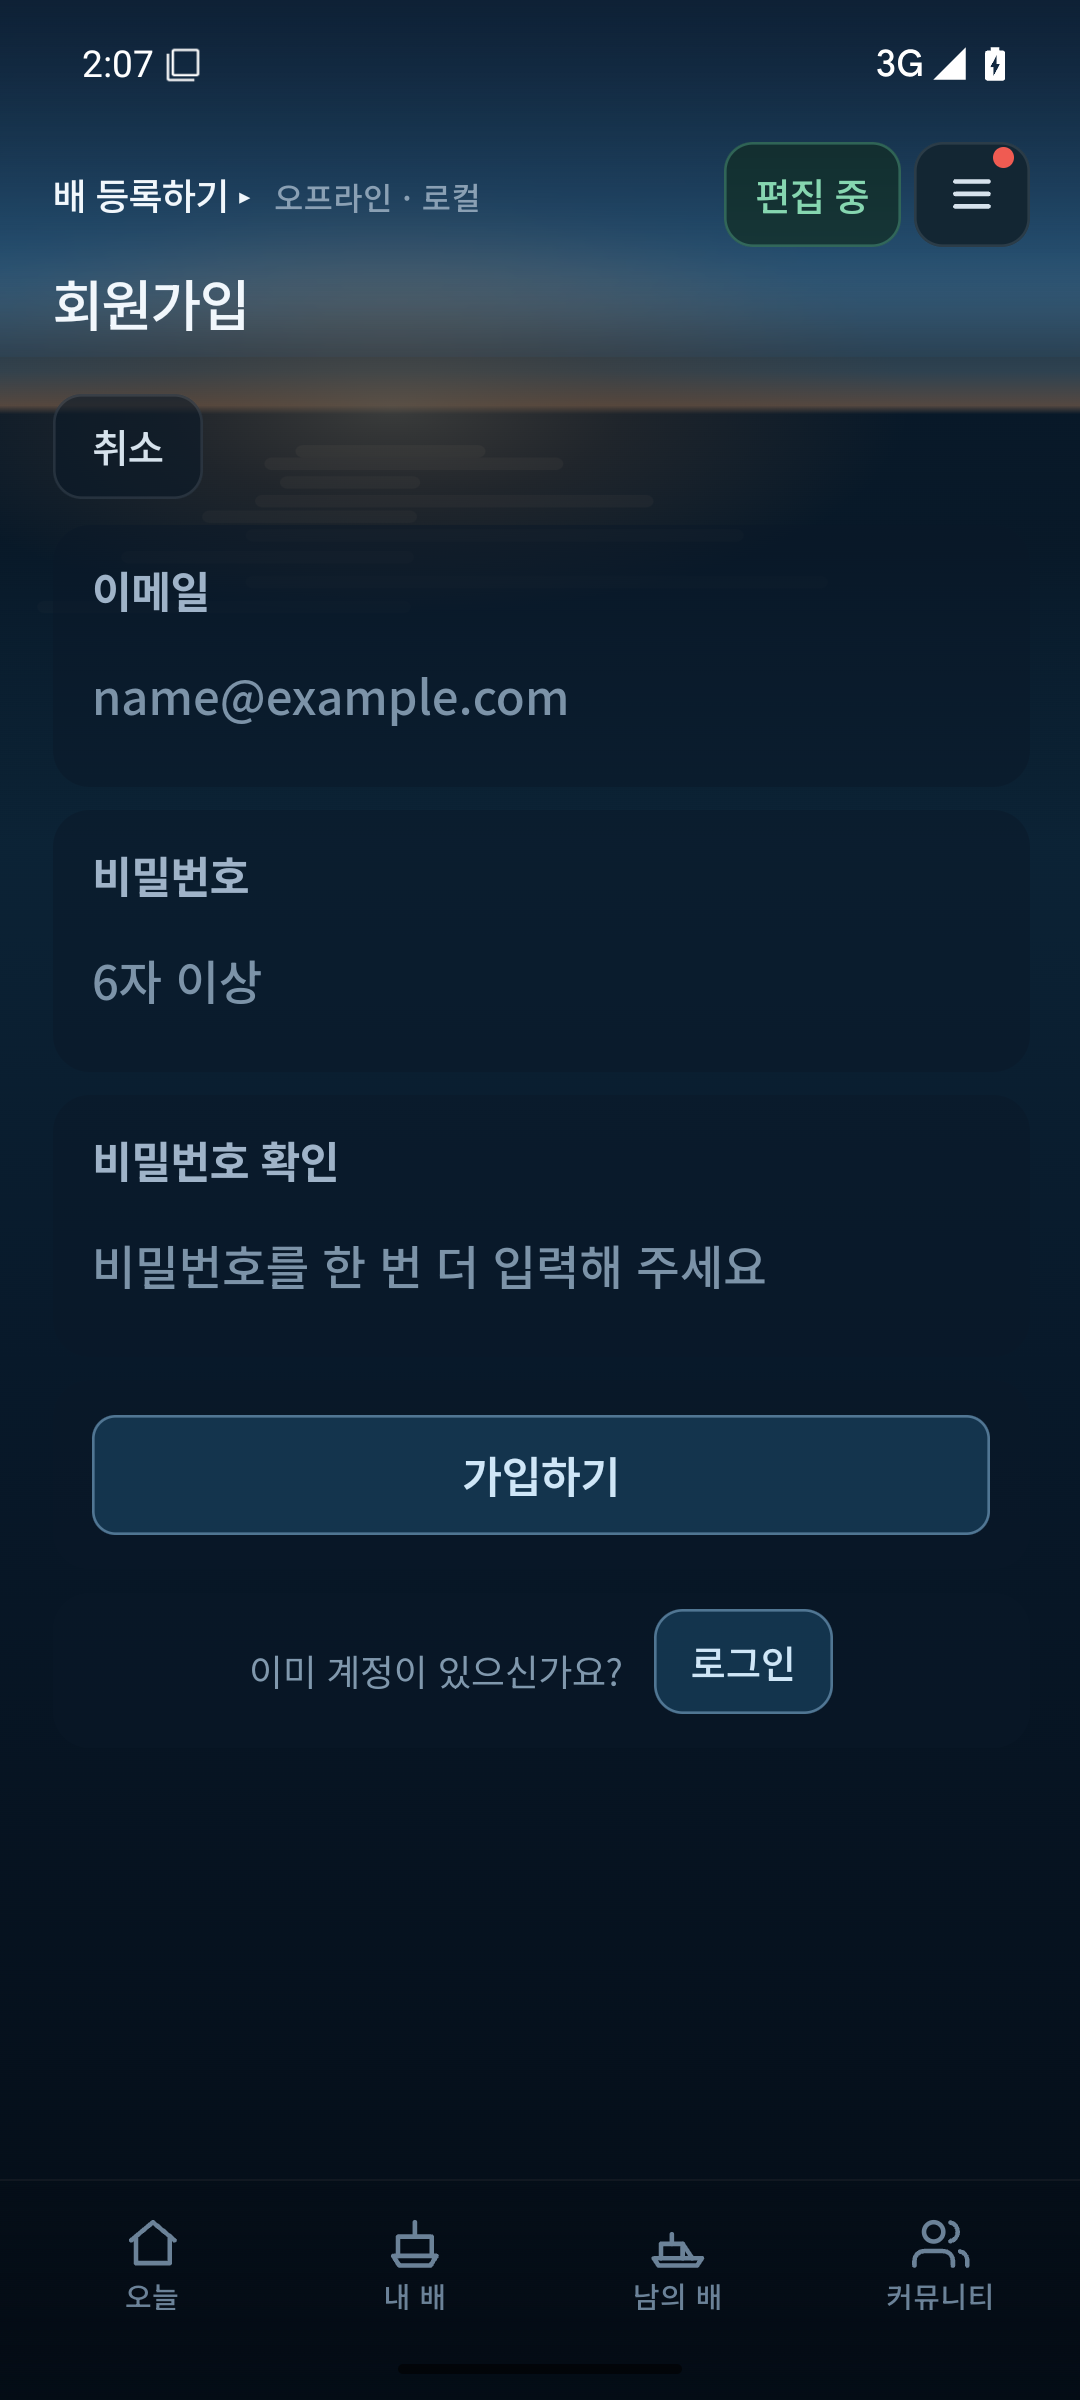 2:07
3G
배 등록하기 ▸ 오프라인 · 로컬
편집 중
회원가입
취소
이메일
name@example.com
비밀번호
6자 이상
비밀번호 확인
비밀번호를 한 번 더 입력해 주세요
가입하기
이미 계정이 있으신가요? 로그인
오늘
내 배
남의 배
커뮤니티